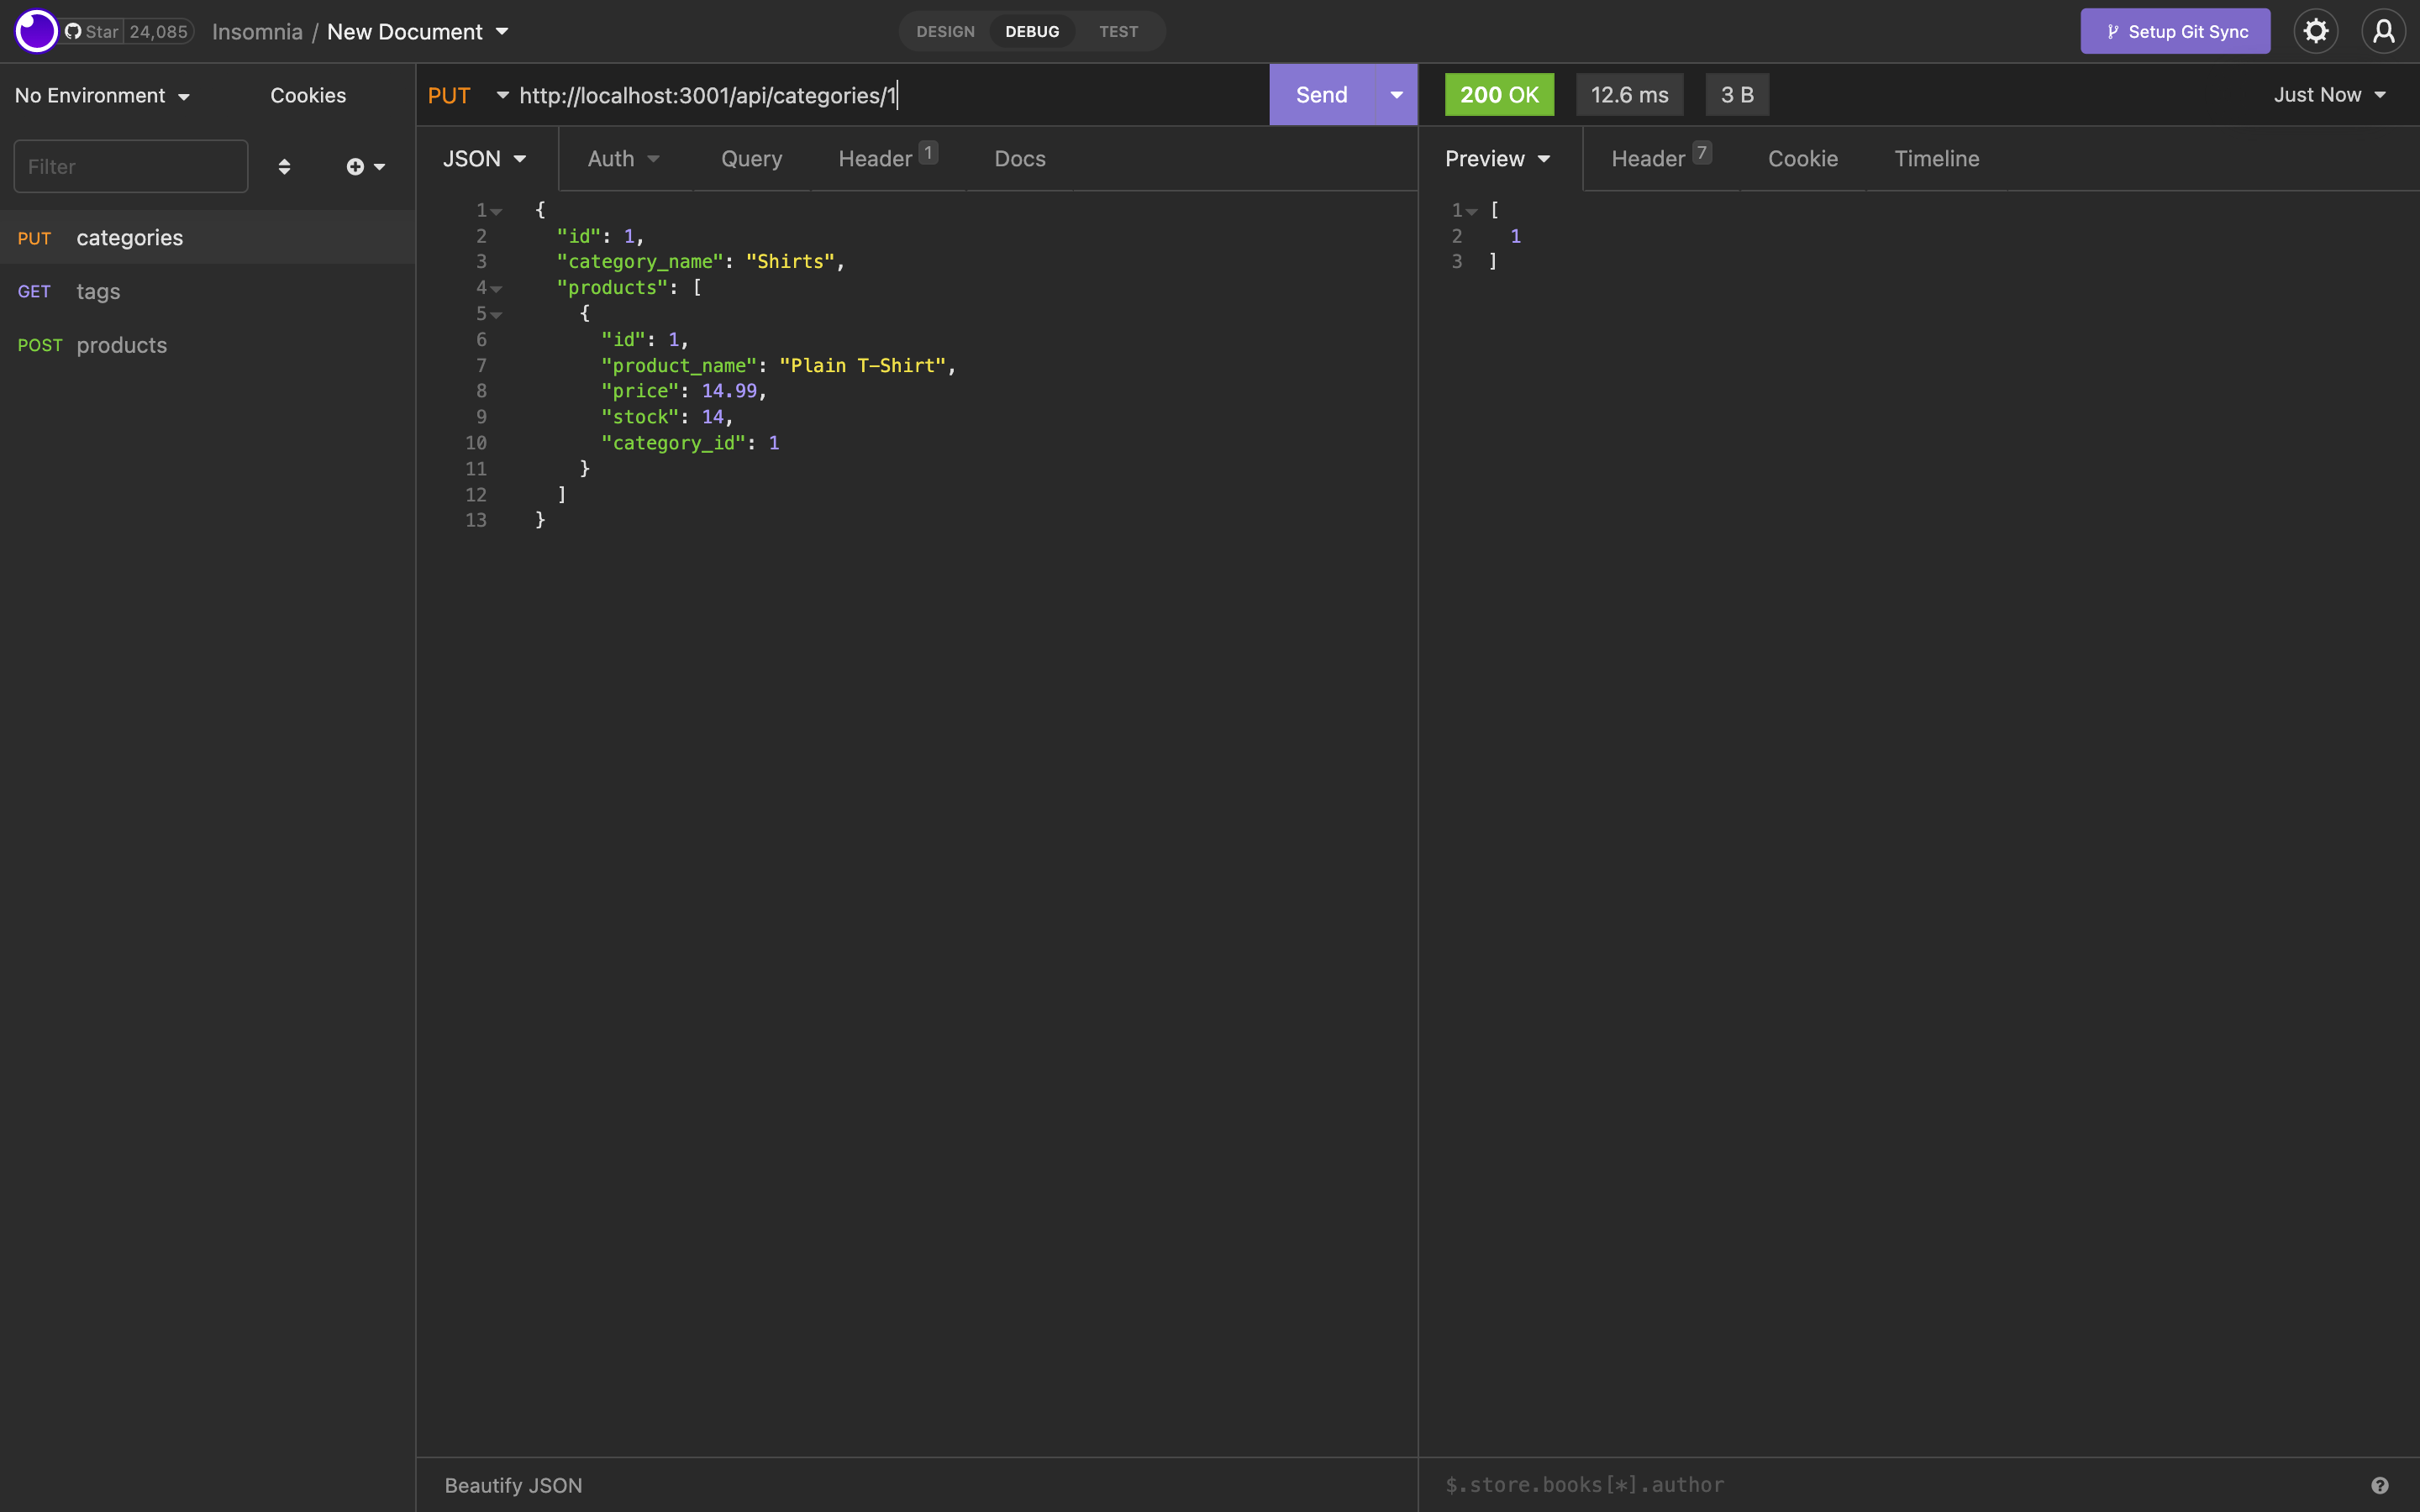 Star 24,085 Insomnia / New Document DESIGN DEBUG TEST Setup Git Sync
No Environment Cookies
Filter
PUT categories
GET tags
POST products
PUT http://localhost:3001/api/categories/1 Send
JSON Auth Query Header 1 Docs
1 {
2 "id": 1,
3 "category_name": "Shirts",
4 "products": [
5 {
6 "id": 1,
7 "product_name": "Plain T-Shirt",
8 "price": 14.99,
9 "stock": 14,
10 "category_id": 1
11 }
12 ]
13 }
Beautify JSON
200 OK 12.6 ms 3 B Just Now
Preview Header 7 Cookie Timeline
1 [
2 1
3 ]
$.store.books[*].author ?